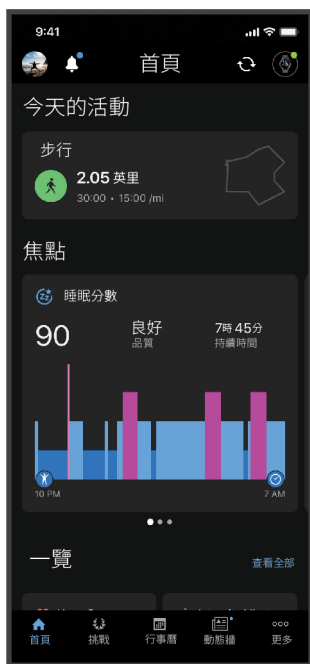 9:41
首頁
今天的活動
步行
2.05 英里
30:00 • 15:00 /mi
焦點
睡眠分數
90
良好
品質
7時 45分
持續時間
10 PM
7 AM
一覽
查看全部
首頁
挑戰
行事曆
動態牆
更多